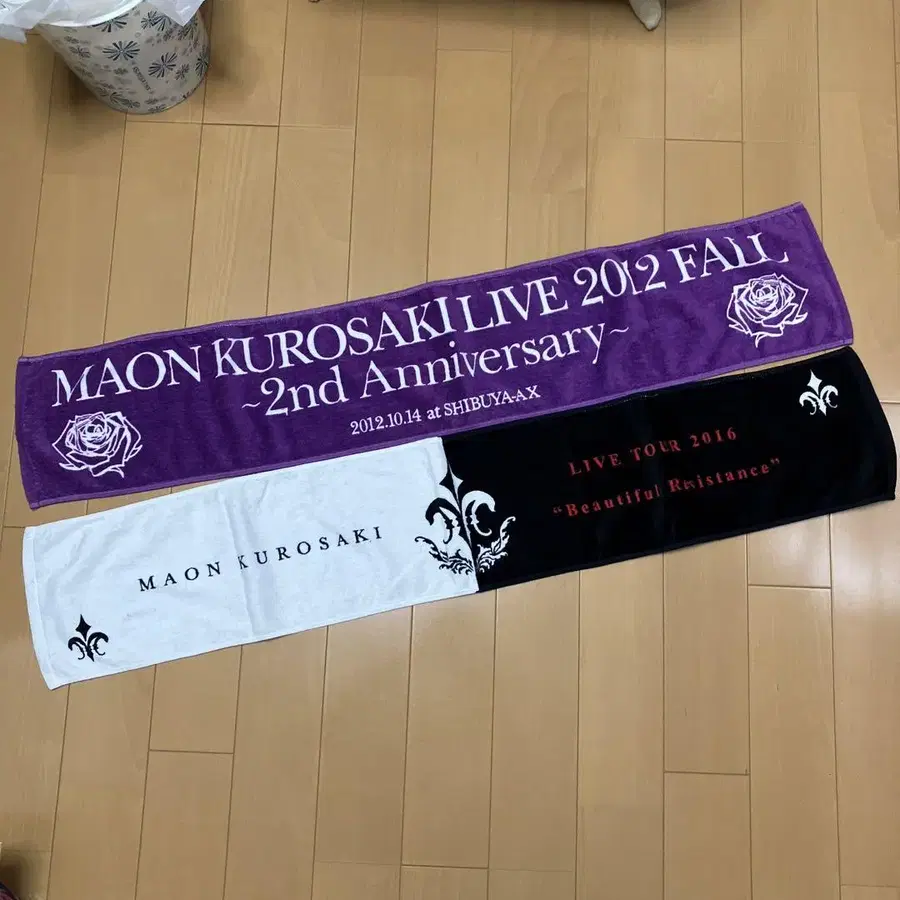 MAON KUROSAKI LIVE 2012 FALL
~2nd Anniversary~
2012.10.14 at SHIBUYA-AX
MAON KUROSAKI
LIVE TOUR 2016
“Beautiful Resistance”